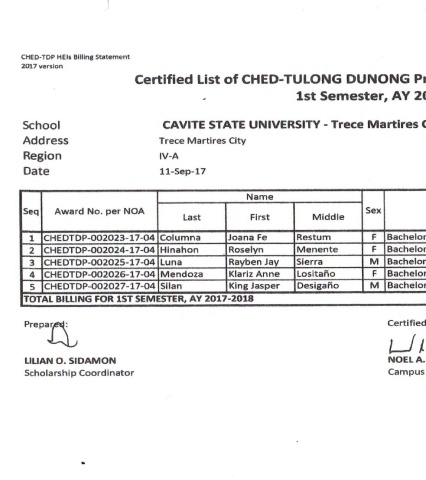 CHED-TDP HEIs Billing Statement
2017 version
Certified List of CHED-TULONG DUNONG Pr
1st Semester, AY 20
School CAVITE STATE UNIVERSITY - Trece Martires C
Address Trece Martires City
Region IV-A
Date 11-Sep-17
Seq Award No. per NOA Name Sex
Last First Middle
1 CHEDTDP-002023-17-04 Columna Joana Fe Restum F Bachelor
2 CHEDTDP-002024-17-04 Hinahon Roselyn Menente F Bachelor
3 CHEDTDP-002025-17-04 Luna Rayben Jay Sierra M Bachelor
4 CHEDTDP-002026-17-04 Mendoza Klariz Anne Lositaño F Bachelor
5 CHEDTDP-002027-17-04 Silan King Jasper Desigaño M Bachelor
TOTAL BILLING FOR 1ST SEMESTER, AY 2017-2018
Prepared: Certified
LILIAN O. SIDAMON NOEL A.
Scholarship Coordinator Campus